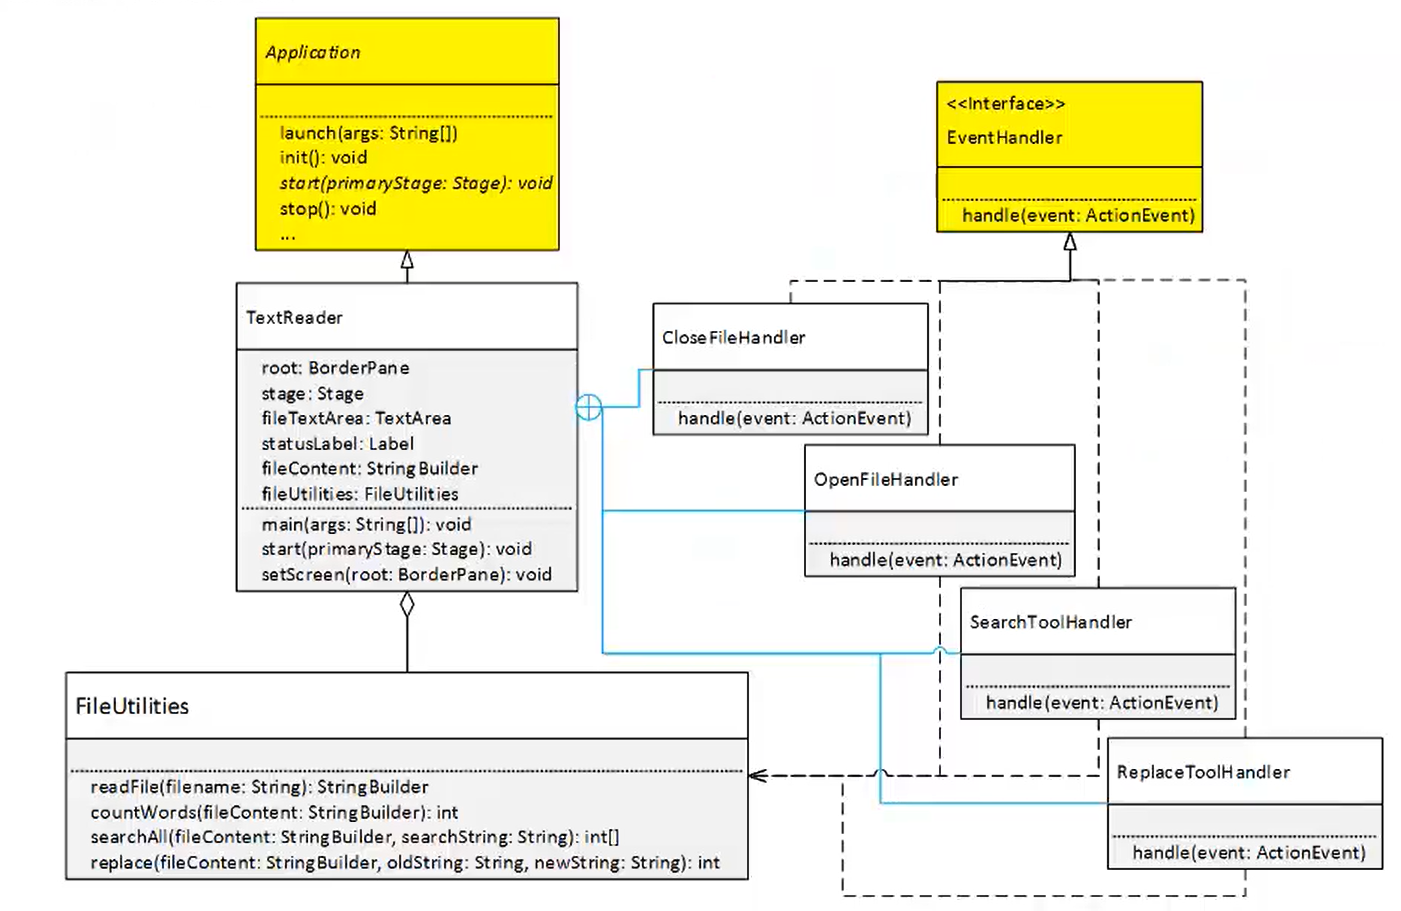 Application
launch(args: String[])
init(): void
start(primaryStage: Stage): void
stop(): void
...
<<Interface>>
EventHandler
handle(event: ActionEvent)
TextReader
root: BorderPane
stage: Stage
fileTextArea: TextArea
statusLabel: Label
fileContent: StringBuilder
fileUtilities: FileUtilities
main(args: String[]): void
start(primaryStage: Stage): void
setScreen(root: BorderPane): void
CloseFileHandler
handle(event: ActionEvent)
OpenFileHandler
handle(event: ActionEvent)
SearchToolHandler
handle(event: ActionEvent)
ReplaceToolHandler
handle(event: ActionEvent)
FileUtilities
readFile(filename: String): StringBuilder
countWords(fileContent: StringBuilder): int
searchAll(fileContent: StringBuilder, searchString: String): int[]
replace(fileContent: StringBuilder, oldString: String, newString: String): int